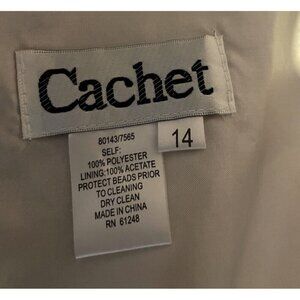 Cachet
14
80143/7565
SELF:
100% POLYESTER
LINING:100% ACETATE
PROTECT BEADS PRIOR
TO CLEANING
DRY CLEAN
MADE IN CHINA
RN 61248